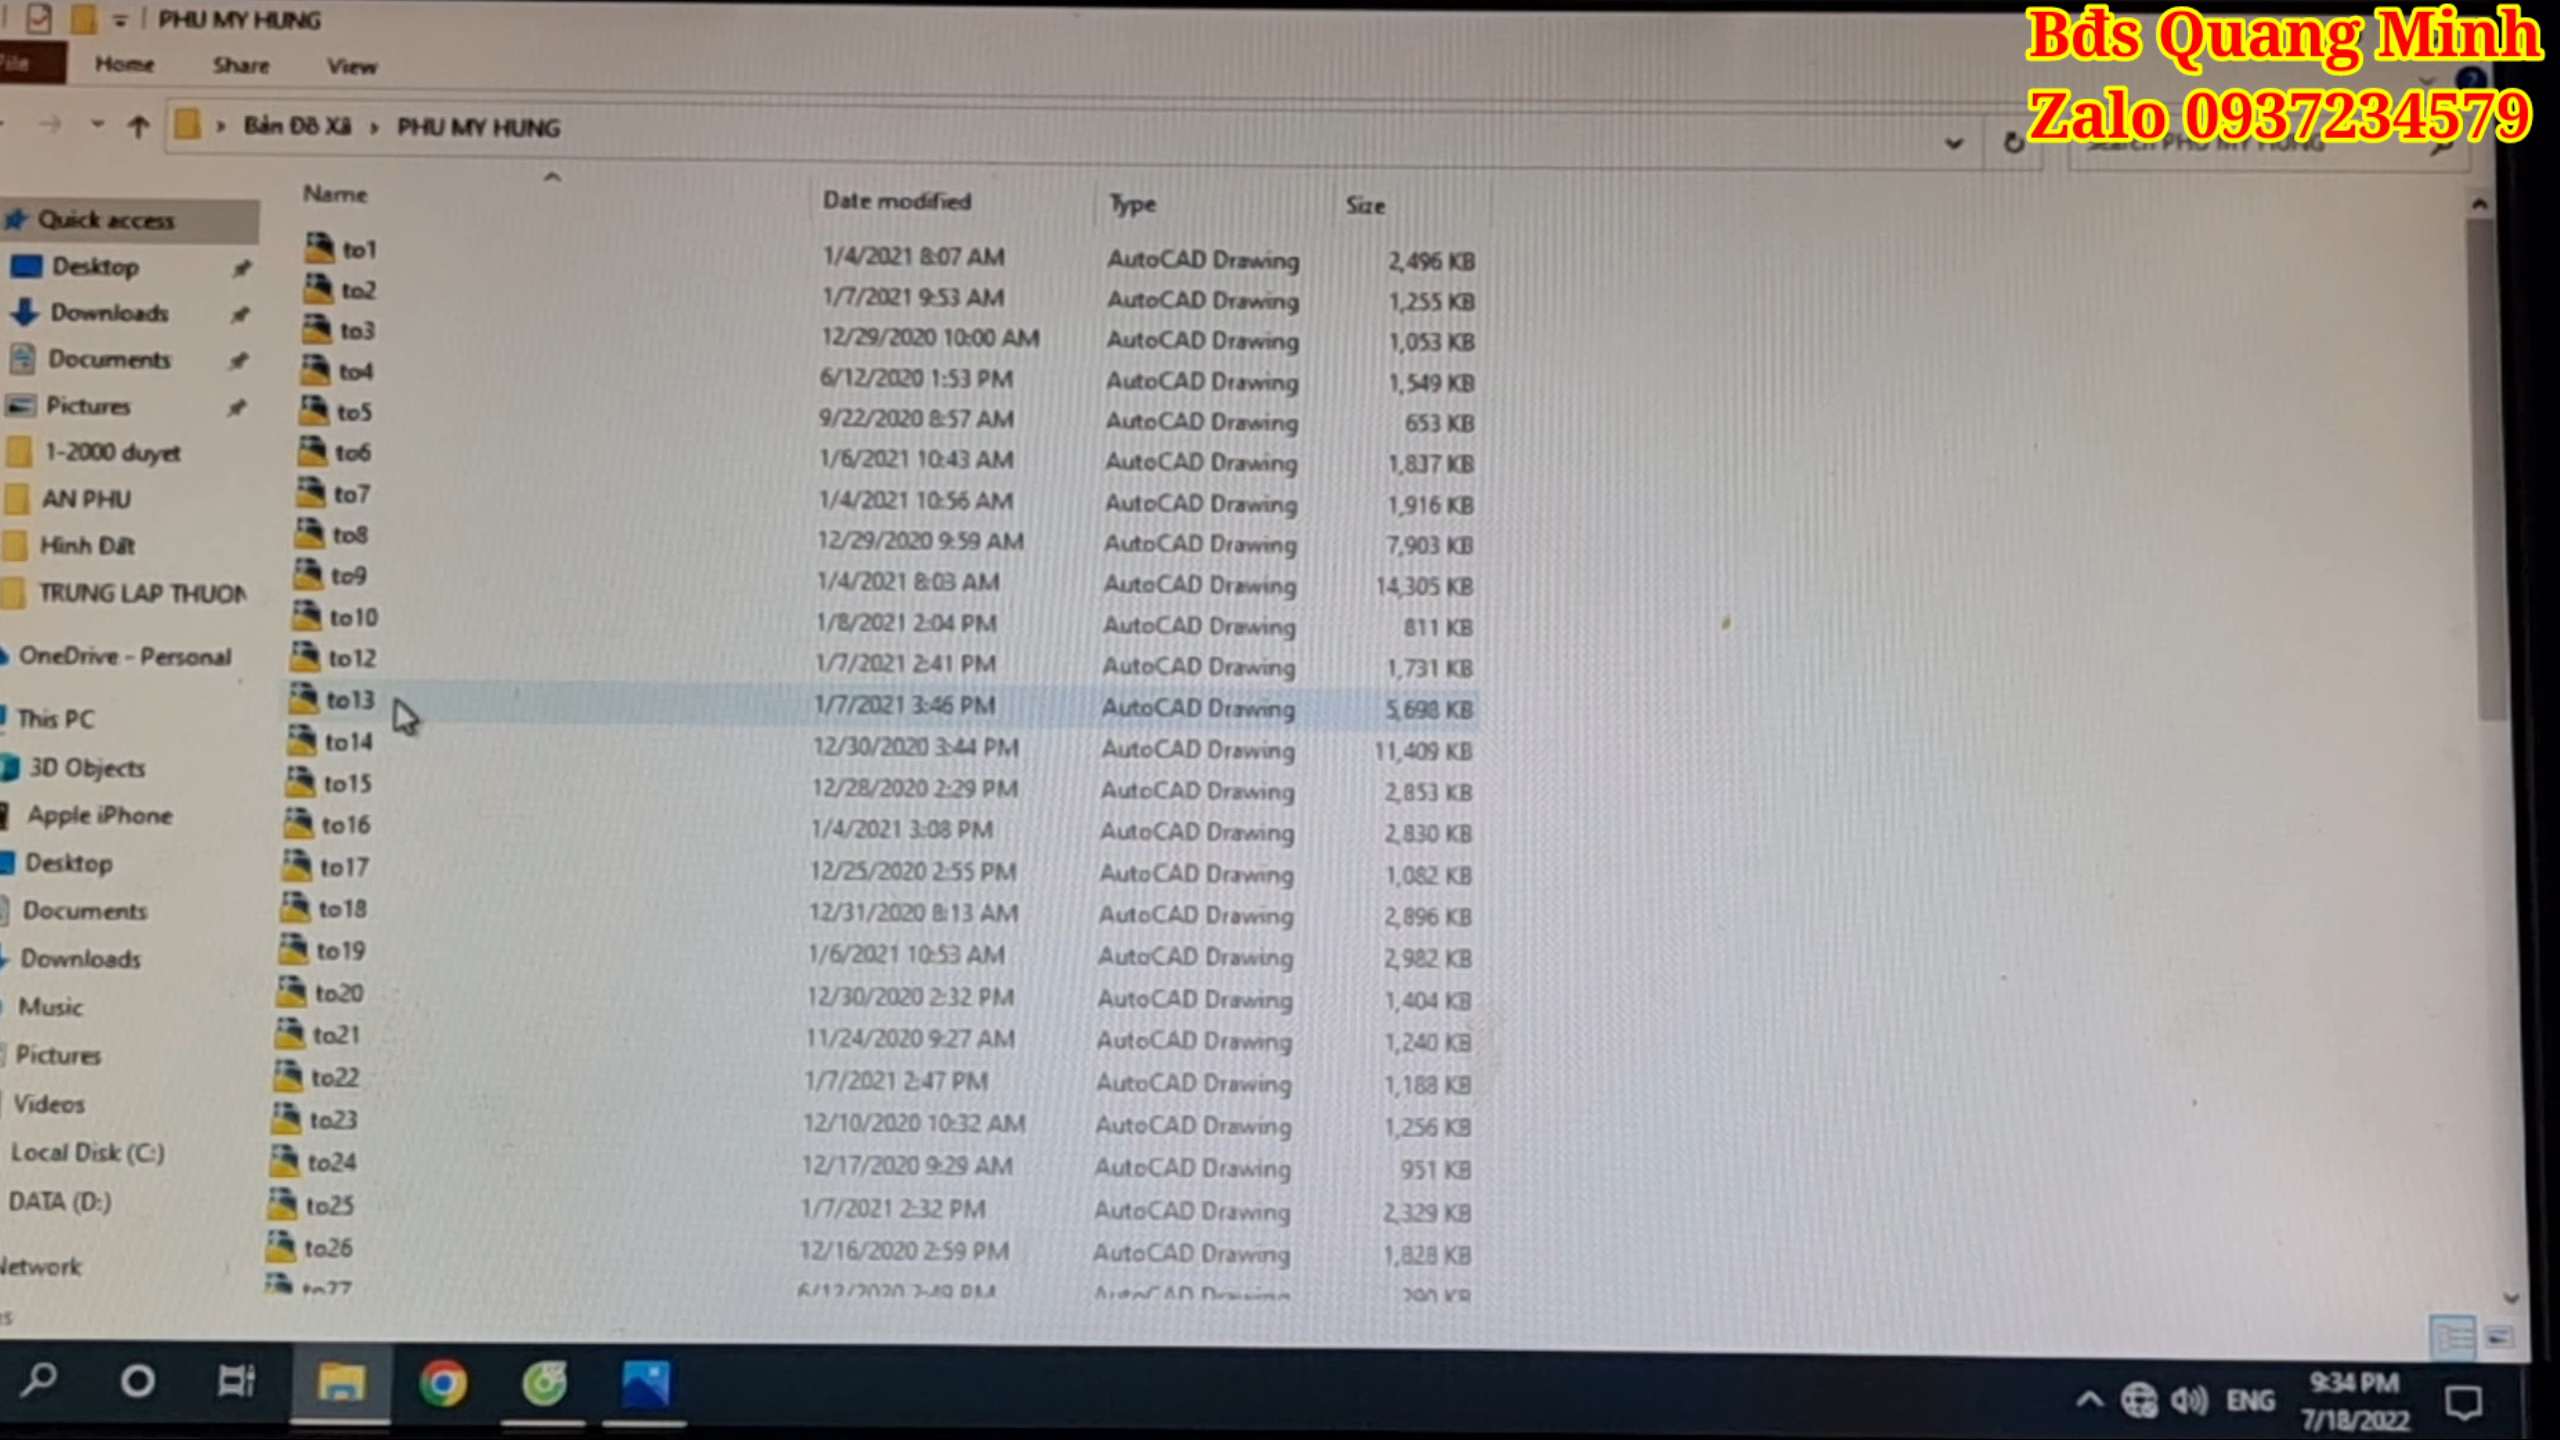 PHU MY HUNG
Bđs Quang Minh
Zalo 0937234579
File
Home Share View
Bản Đồ Xã > PHU MY HUNG
Search PHU MY HUNG
Name Date modified Type Size
Quick access
Desktop
Downloads
Documents
Pictures
1-2000 duyet
AN PHU
Hình Đất
TRUNG LAP THUON
OneDrive - Personal
This PC
3D Objects
Apple iPhone
Desktop
Documents
Downloads
Music
Pictures
Videos
Local Disk (C:)
DATA (D:)
Network
to1 1/4/2021 8:07 AM AutoCAD Drawing 2,496 KB
to2 1/7/2021 9:53 AM AutoCAD Drawing 1,255 KB
to3 12/29/2020 10:00 AM AutoCAD Drawing 1,053 KB
to4 6/12/2020 1:53 PM AutoCAD Drawing 1,549 KB
to5 9/22/2020 8:57 AM AutoCAD Drawing 653 KB
to6 1/6/2021 10:43 AM AutoCAD Drawing 1,837 KB
to7 1/4/2021 10:56 AM AutoCAD Drawing 1,916 KB
to8 12/29/2020 9:59 AM AutoCAD Drawing 7,903 KB
to9 1/4/2021 8:03 AM AutoCAD Drawing 14,305 KB
to10 1/8/2021 2:04 PM AutoCAD Drawing 811 KB
to12 1/7/2021 2:41 PM AutoCAD Drawing 1,731 KB
to13 1/7/2021 3:46 PM AutoCAD Drawing 5,698 KB
to14 12/30/2020 3:44 PM AutoCAD Drawing 11,409 KB
to15 12/28/2020 2:29 PM AutoCAD Drawing 2,853 KB
to16 1/4/2021 3:08 PM AutoCAD Drawing 2,830 KB
to17 12/25/2020 2:55 PM AutoCAD Drawing 1,082 KB
to18 12/31/2020 8:13 AM AutoCAD Drawing 2,896 KB
to19 1/6/2021 10:53 AM AutoCAD Drawing 2,982 KB
to20 12/30/2020 2:32 PM AutoCAD Drawing 1,404 KB
to21 11/24/2020 9:27 AM AutoCAD Drawing 1,240 KB
to22 1/7/2021 2:47 PM AutoCAD Drawing 1,188 KB
to23 12/10/2020 10:32 AM AutoCAD Drawing 1,256 KB
to24 12/17/2020 9:29 AM AutoCAD Drawing 951 KB
to25 1/7/2021 2:32 PM AutoCAD Drawing 2,329 KB
to26 12/16/2020 2:59 PM AutoCAD Drawing 1,828 KB
to27 AutoCAD Drawing
ENG
9:34 PM
7/18/2022